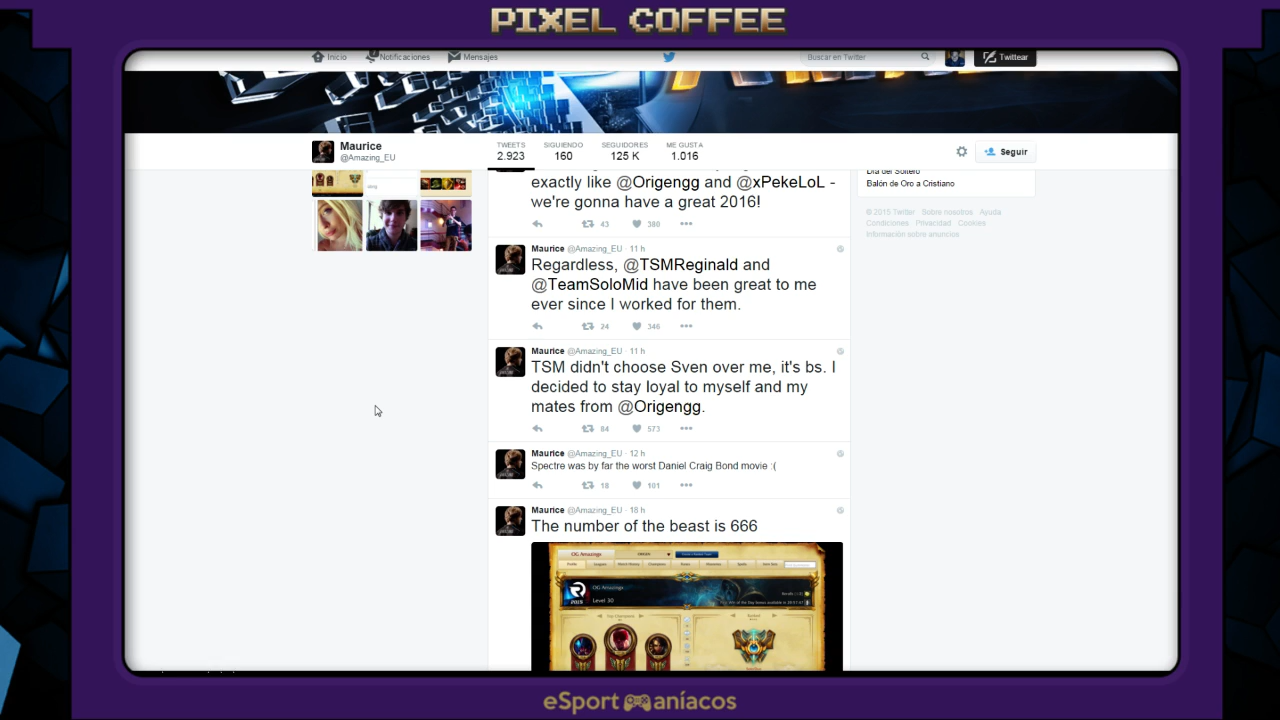 PIXEL COFFEE
Inicio
Notificaciones
Mensajes
Buscar en Twitter
Twittear
Maurice
@Amazing_EU
TWEETS
2.923
SIGUIENDO
160
SEGUIDORES
125 K
ME GUSTA
1.016
Seguir
exactly like @Origengg and @xPekeLoL -
we're gonna have a great 2016!
43 380
Maurice @Amazing_EU · 11 h
Regardless, @TSMReginald and
@TeamSoloMid have been great to me
ever since I worked for them.
24 346
Maurice @Amazing_EU · 11 h
TSM didn't choose Sven over me, it's bs. I
decided to stay loyal to myself and my
mates from @Origengg.
84 573
Maurice @Amazing_EU · 12 h
Spectre was by far the worst Daniel Craig Bond movie :(
18 101
Maurice @Amazing_EU · 18 h
The number of the beast is 666
OG Amazingx
Profile
OG Amazingx
Level 30
Día del Soltero
Balón de Oro a Cristiano
© 2015 Twitter Sobre nosotros Ayuda
Condiciones Privacidad Cookies
Información sobre anuncios
eSportmaníacos